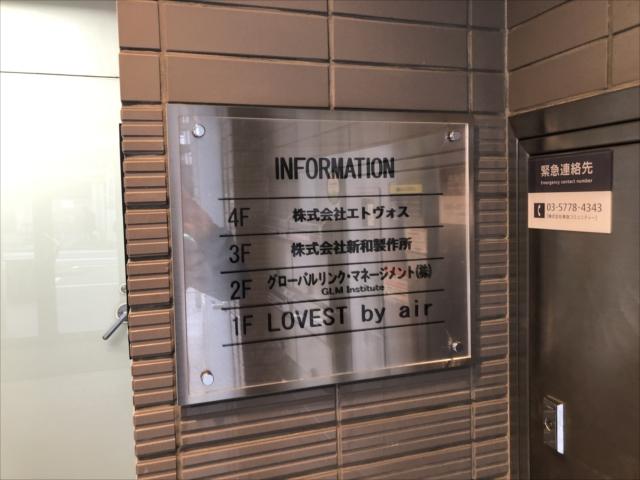 INFORMATION
4F 株式会社エトヴォス
3F 株式会社新和製作所
2F グローバルリンク・マネージメント(株)
GLM Institute
1F LOVEST by air
緊急連絡先
Emergency contact number
03-5778-4343